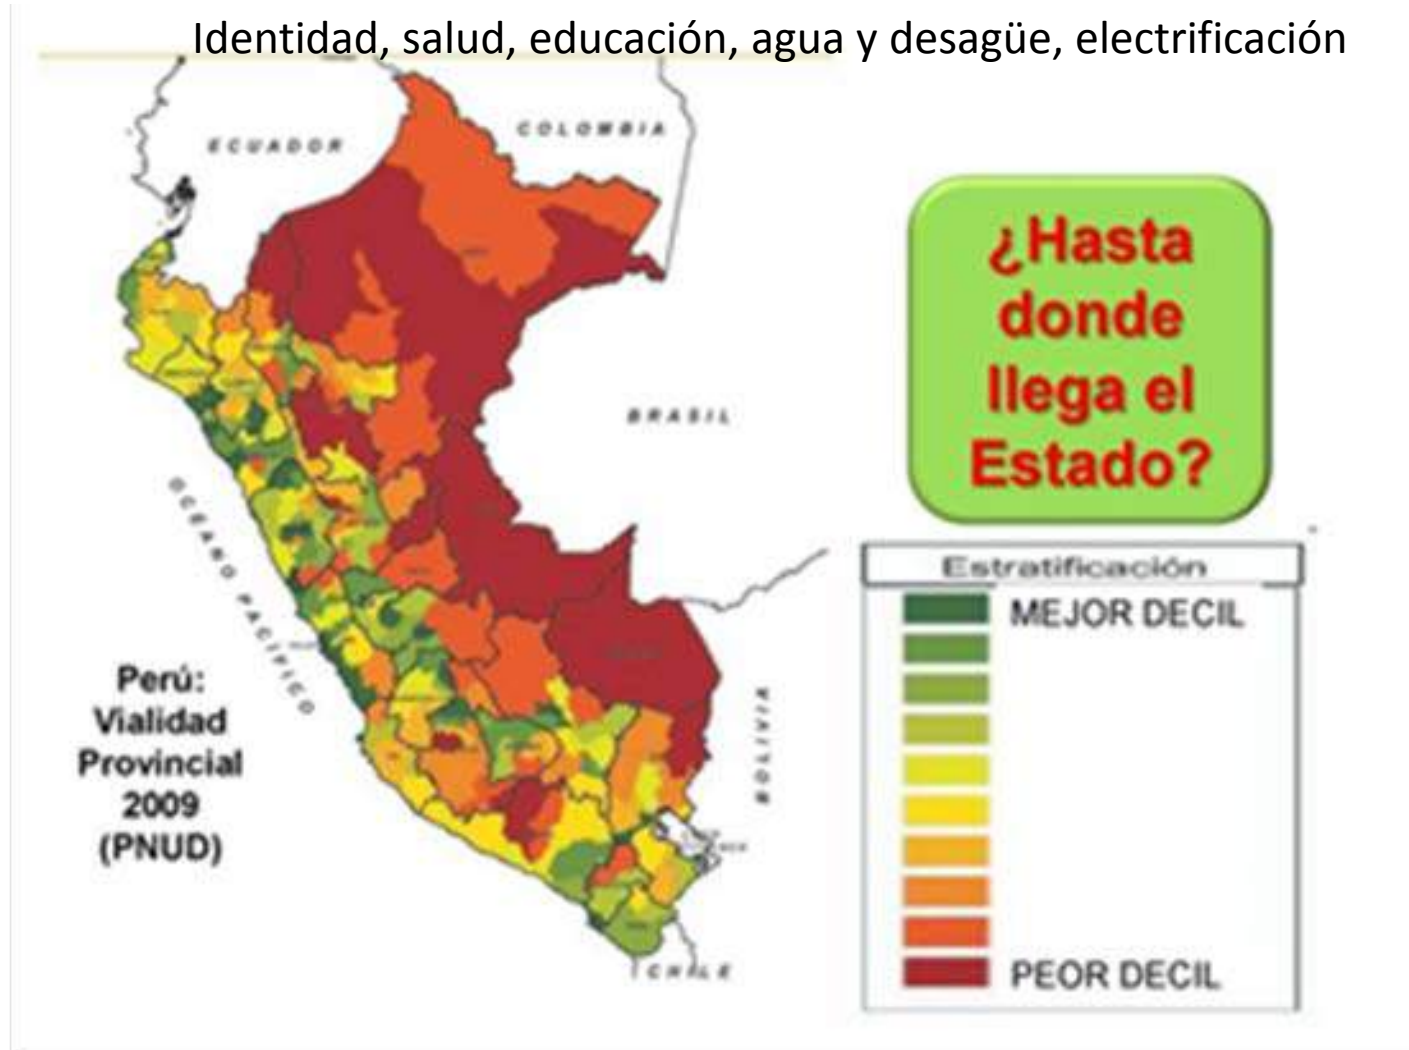 Identidad, salud, educación, agua y desagüe, electrificación
ECUADOR
COLOMBIA
BRASIL
OCEANO PACÍFICO
BOLIVIA
CHILE
¿Hasta
donde
llega el
Estado?
Perú:
Vialidad
Provincial
2009
(PNUD)
Estratificación
MEJOR DECIL
PEOR DECIL